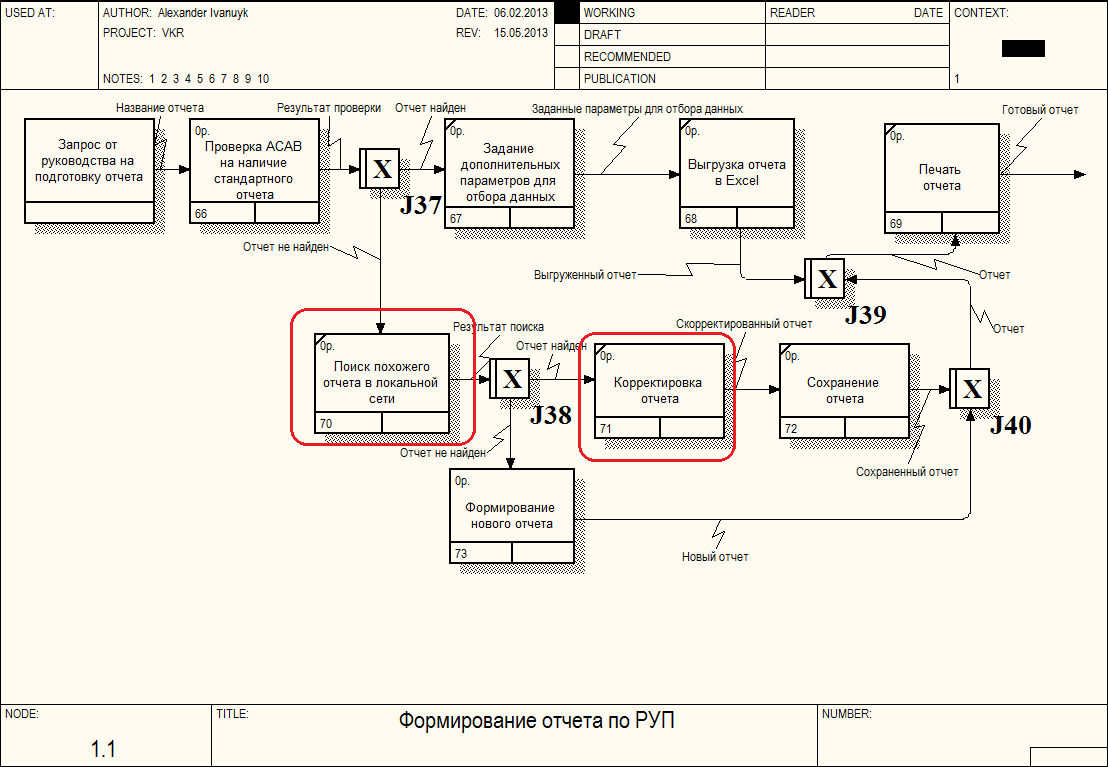 USED AT:
AUTHOR: Alexander Ivanuyk
DATE: 06.02.2013
PROJECT: VKR
REV: 15.05.2013
NOTES: 1 2 3 4 5 6 7 8 9 10
WORKING
DRAFT
RECOMMENDED
PUBLICATION
READER
DATE
CONTEXT:
1
Название отчета
Результат проверки
Отчет найден
Заданные параметры для отбора данных
Готовый отчет
Запрос от
руководства на
подготовку отчета
0р.
Проверка АСАВ
на наличие
стандартного
отчета
66
X
J37
0р.
Задание
дополнительных
параметров для
отбора данных
67
0р.
Выгрузка отчета
в Excel
68
0р.
Печать
отчета
69
Отчет не найден
Выгруженный отчет
X
J39
Отчет
Отчет
Результат поиска
Отчет найден
Скорректированный отчет
0р.
Поиск похожего
отчета в локальной
сети
70
X
J38
0р.
Корректировка
отчета
71
0р.
Сохранение
отчета
72
X
J40
Отчет не найден
Сохраненный отчет
0р.
Формирование
нового отчета
73
Новый отчет
NODE:
1.1
TITLE:
Формирование отчета по РУП
NUMBER: